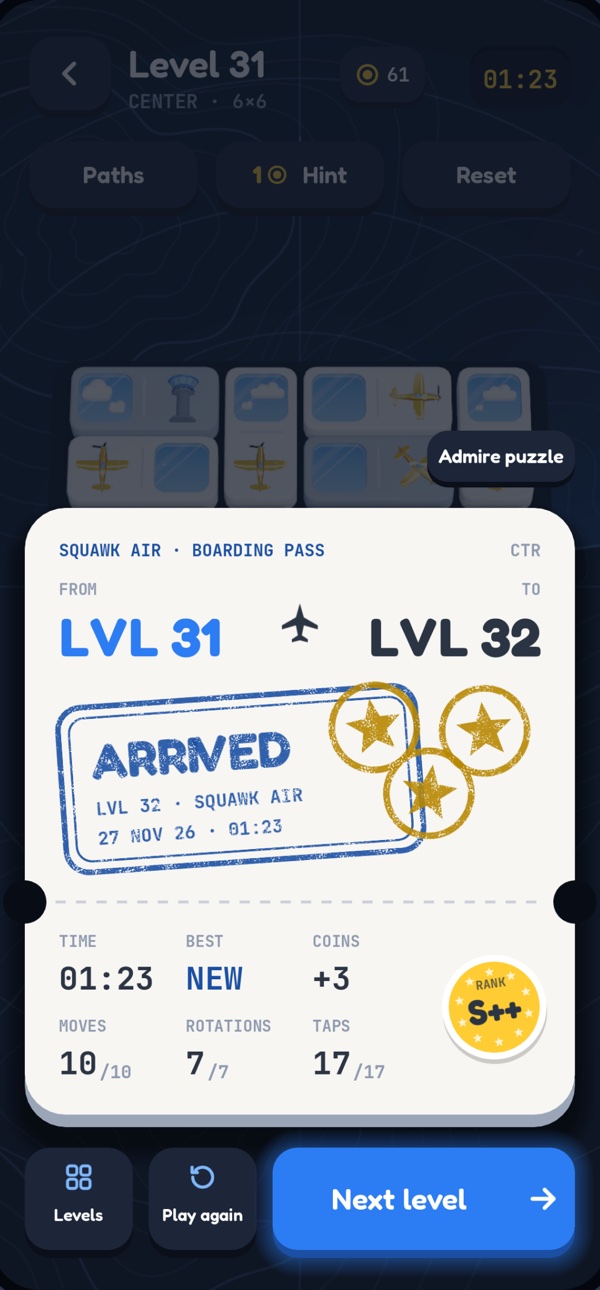 Level 31
CENTER · 6×6
61
01:23
Paths
1 Hint
Reset
Admire puzzle
SQUAWK AIR · BOARDING PASS
CTR
FROM
TO
LVL 31
LVL 32
ARRIVED
LVL 32 · SQUAWK AIR
27 NOV 26 · 01:23
TIME
BEST
COINS
01:23
NEW
+3
RANK
S++
MOVES
ROTATIONS
TAPS
10/10
7/7
17/17
Levels
Play again
Next level